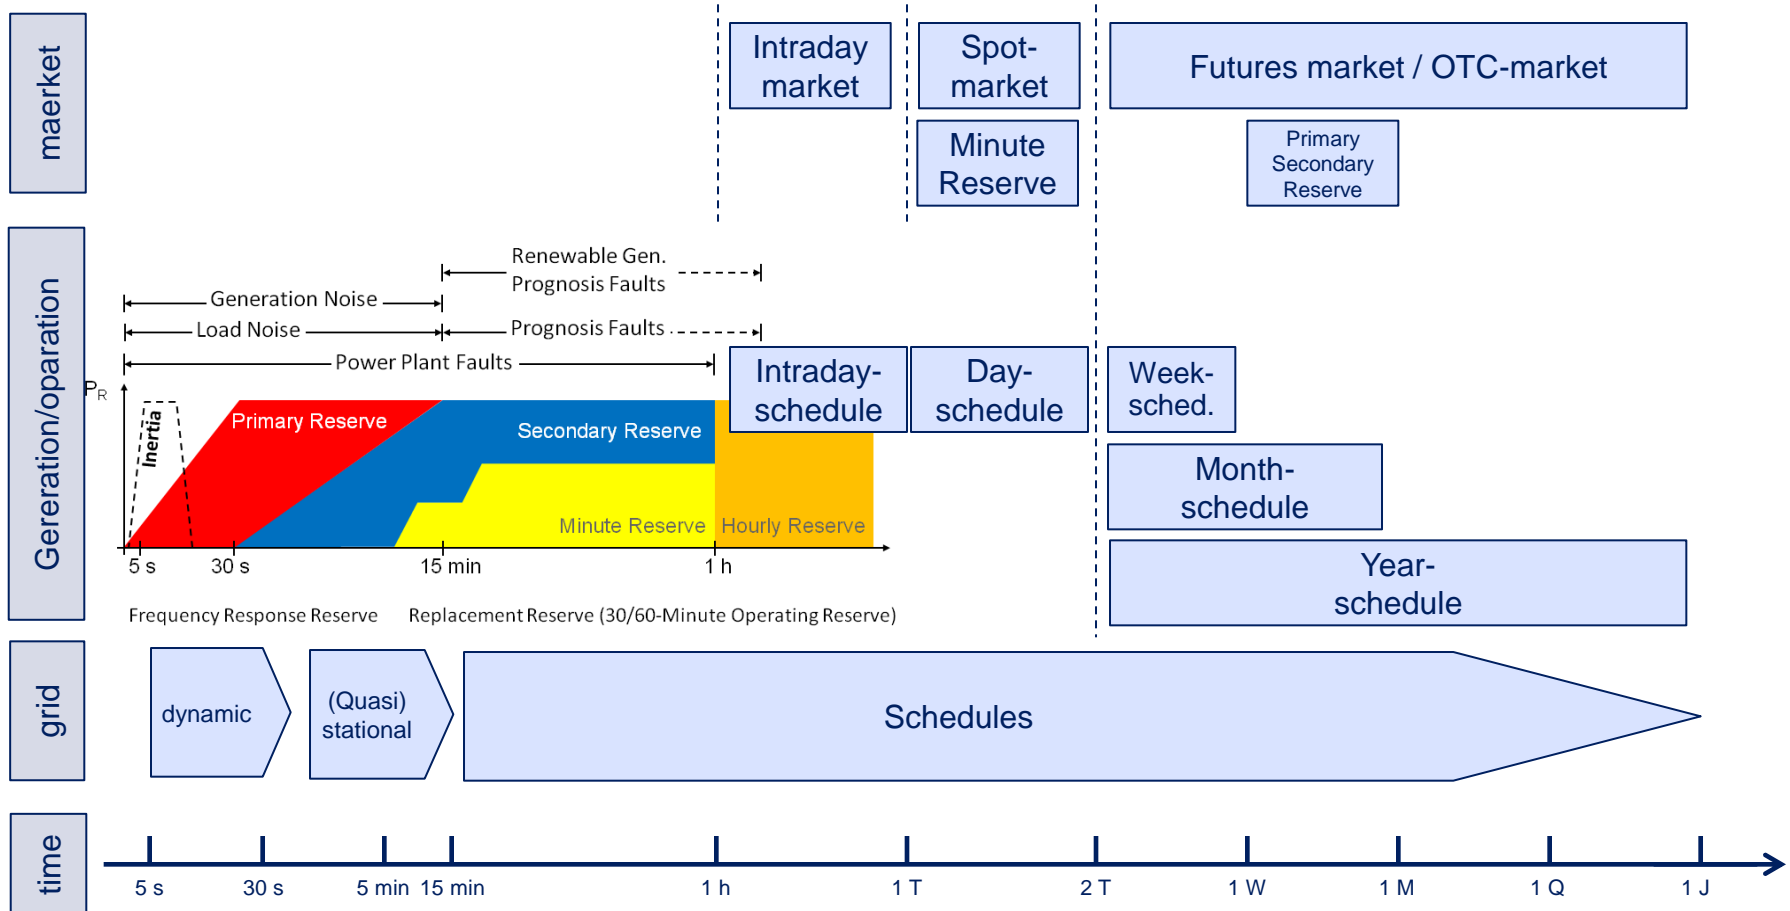 maerket
Intraday
market
Spot-
market
Futures market / OTC-market
Minute
Reserve
Primary
Secondary
Reserve
Gereration/oparation
Renewable Gen.
Prognosis Faults
Generation Noise
Load Noise
Prognosis Faults
Power Plant Faults
Intraday-
schedule
Day-
schedule
Week-
sched.
PR
Inertia
Primary Reserve
Secondary Reserve
Minute Reserve
Hourly Reserve
Month-
schedule
Year-
schedule
5 s 30 s 15 min 1 h
Frequency Response Reserve
Replacement Reserve (30/60-Minute Operating Reserve)
grid
dynamic
(Quasi)
stational
Schedules
time
5 s 30 s 5 min 15 min 1 h 1 T 2 T 1 W 1 M 1 Q 1 J